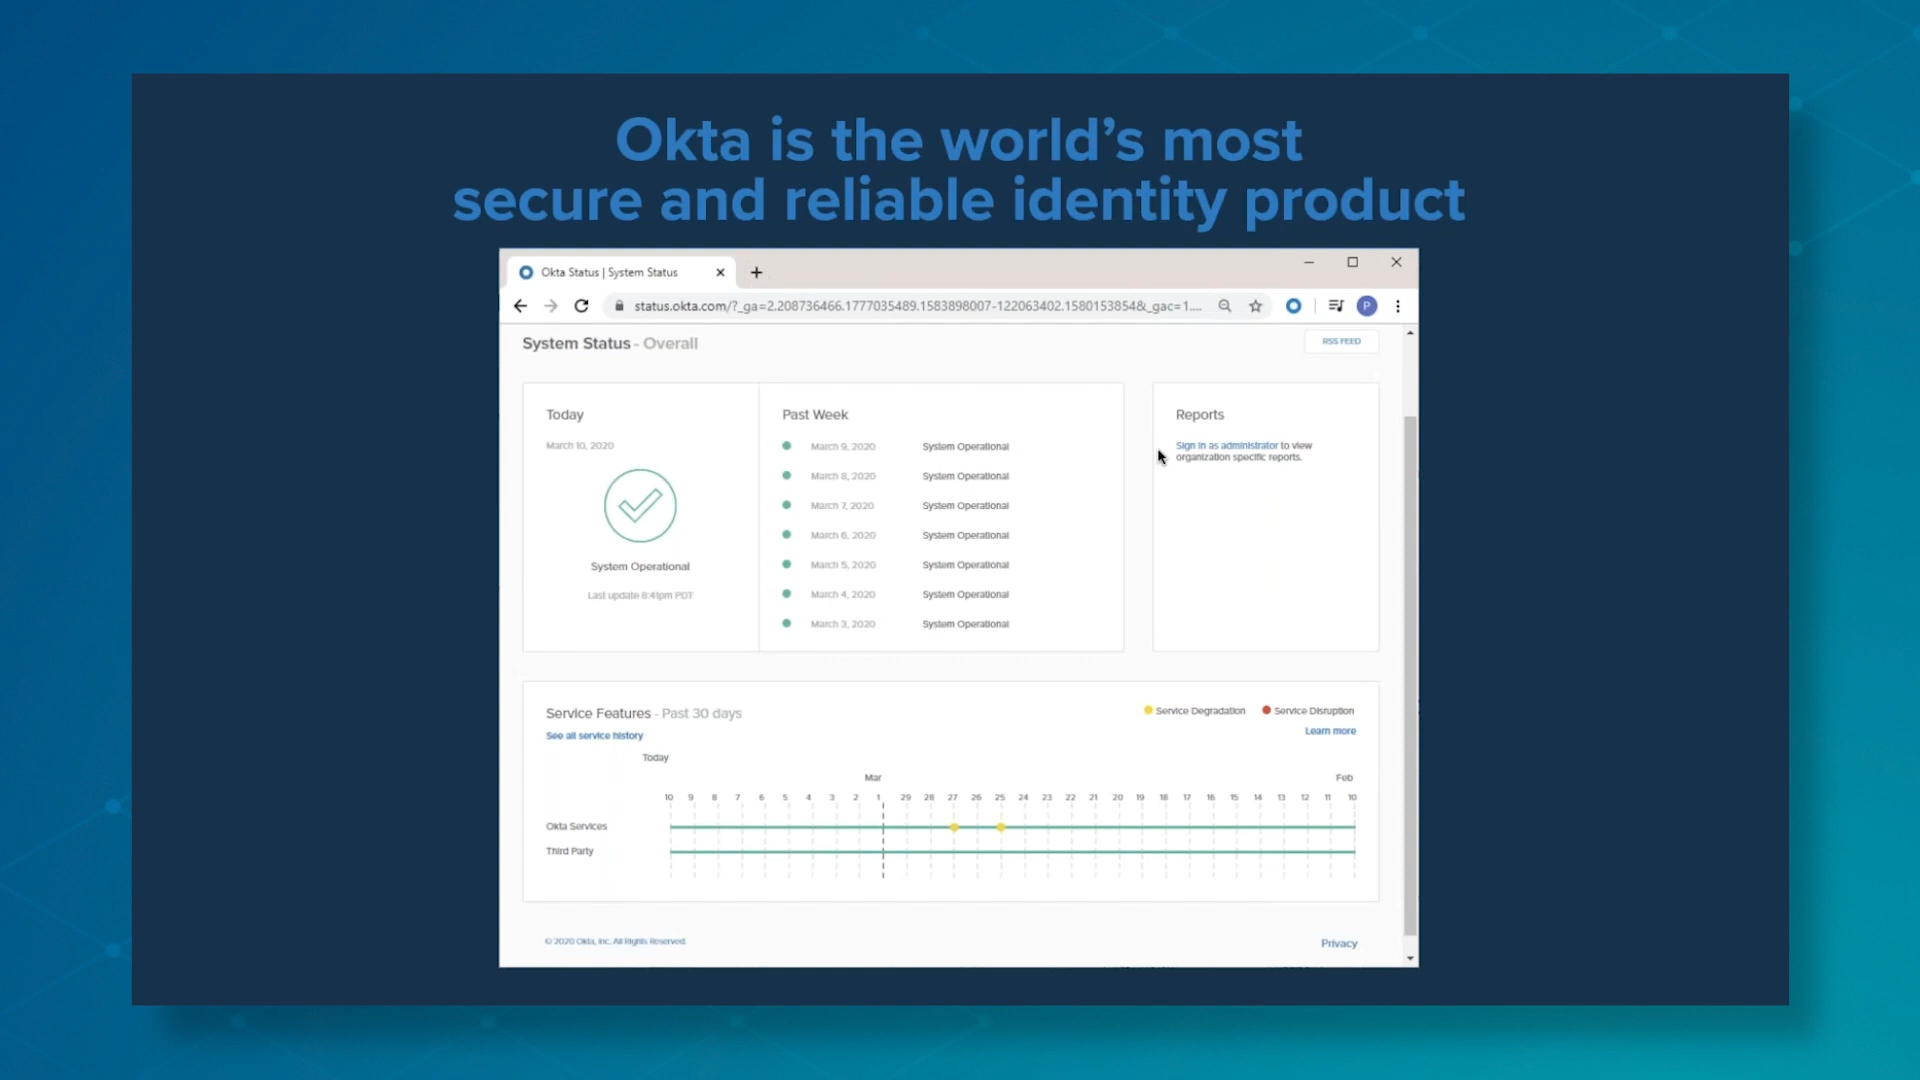 Okta is the world's most
secure and reliable identity product
Okta Status | System Status
status.okta.com/?_ga=2.208736466.1777035489.1583898007-122063402.1580153854&_gac=1....
P
System Status - Overall
RSS FEED
Today
March 10, 2020
System Operational
Last update 8:41pm PDT
Past Week
March 9, 2020 System Operational
March 8, 2020 System Operational
March 7, 2020 System Operational
March 6, 2020 System Operational
March 5, 2020 System Operational
March 4, 2020 System Operational
March 3, 2020 System Operational
Reports
Sign in as administrator to view
organization specific reports.
Service Features - Past 30 days
Service Degradation Service Disruption
See all service history
Learn more
Today
Mar Feb
10 9 8 7 6 5 4 3 2 1 29 28 27 26 25 24 23 22 21 20 19 18 17 16 15 14 13 12 11 10
Okta Services
Third Party
© 2020 Okta, Inc. All Rights Reserved.
Privacy